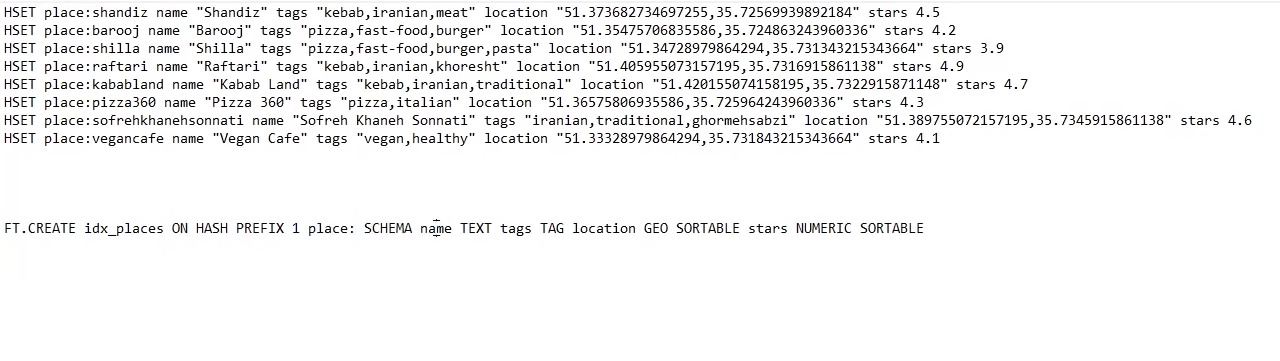 HSET place:shandiz name "Shandiz" tags "kebab,iranian,meat" location "51.373682734697255,35.72569939892184" stars 4.5
HSET place:barooj name "Barooj" tags "pizza,fast-food,burger" location "51.35475706835586,35.724863243960336" stars 4.2
HSET place:shilla name "Shilla" tags "pizza,fast-food,burger,pasta" location "51.34728979864294,35.731343215343664" stars 3.9
HSET place:raftari name "Raftari" tags "kebab,iranian,khoresht" location "51.405955073157195,35.7316915861138" stars 4.9
HSET place:kababland name "Kabab Land" tags "kebab,iranian,traditional" location "51.420155074158195,35.7322915871148" stars 4.7
HSET place:pizza360 name "Pizza 360" tags "pizza,italian" location "51.36575806935586,35.725964243960336" stars 4.3
HSET place:sofrehkhanehsonnati name "Sofreh Khaneh Sonnati" tags "iranian,traditional,ghormehsabzi" location "51.389755072157195,35.7345915861138" stars 4.6
HSET place:vegancafe name "Vegan Cafe" tags "vegan,healthy" location "51.33328979864294,35.731843215343664" stars 4.1
FT.CREATE idx_places ON HASH PREFIX 1 place: SCHEMA name TEXT tags TAG location GEO SORTABLE stars NUMERIC SORTABLE